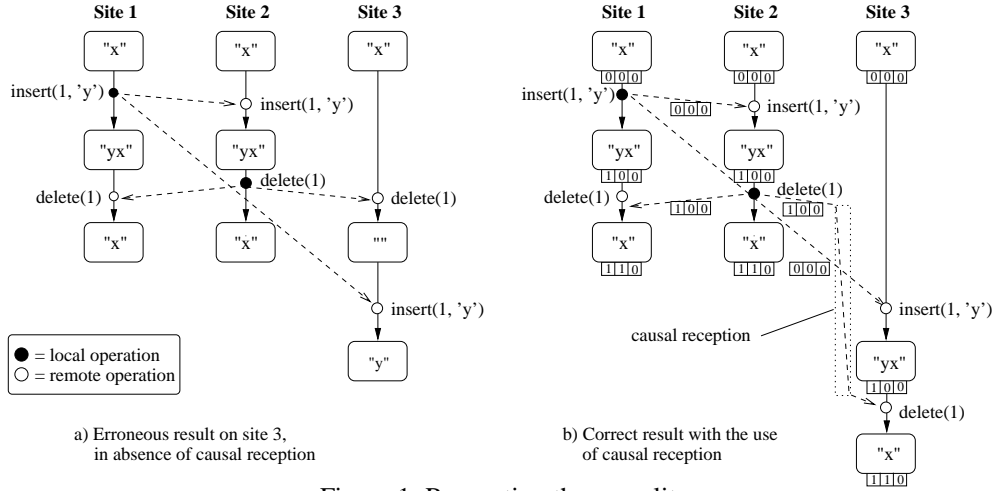 Site 1 Site 2 Site 3
"x" "x" "x"
insert(1, ’y’)
insert(1, ’y’)
"yx" "yx"
delete(1)
delete(1)
delete(1)
"x" "x" ""
insert(1, ’y’)
"y"
= local operation
= remote operation
a) Erroneous result on site 3,
in absence of causal reception
Site 1 Site 2 Site 3
"x" "x" "x"
0 0 0 0 0 0 0 0 0
insert(1, ’y’)
insert(1, ’y’)
0 0 0
"yx" "yx"
1 0 0 1 0 0
delete(1)
delete(1)
1 0 0 1 0 0
"x" "x"
1 1 0 1 1 0 0 0 0
insert(1, ’y’)
causal reception
"yx"
1 0 0
delete(1)
"x"
1 1 0
b) Correct result with the use
of causal reception
Figure 1. Preserving the causality